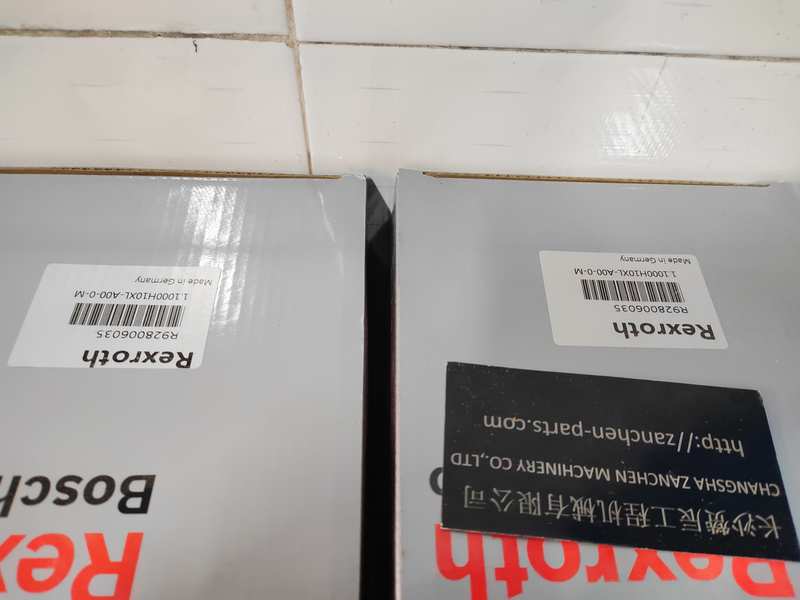 Rexroth
R928006035
1.1000H10XL-A00-0-M
Made in Germany
Bosch
Rexroth
Rexroth
R928006035
1.1000H10XL-A00-0-M
Made in Germany
长沙赞辰工程机械有限公司
CHANGSHA ZANCHEN MACHINERY CO.,LTD
http://zanchen-parts.com
Rexroth